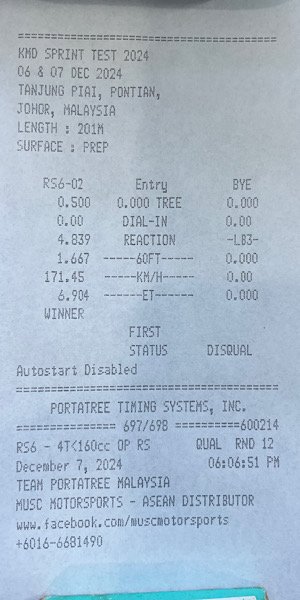 ========================================
KMD SPRINT TEST 2024
06 & 07 DEC 2024
TANJUNG PIAI, PONTIAN,
JOHOR, MALAYSIA
LENGTH : 201M
SURFACE : PREP
RS6-02 Entry BYE
0.500 0.000 TREE 0.000
0.00 DIAL-IN 0.00
4.839 REACTION -LB3-
1.667 -----60FT----- 0.000
171.45 -----KM/H----- 0.00
6.904 ------ET------ 0.000
WINNER
FIRST
STATUS DISQUAL
Autostart Disabled
========================================
PORTATREE TIMING SYSTEMS, INC.
=============== 697/698 ==========600214
RS6 - 4T<160cc OP RS QUAL RND 12
December 7, 2024 06:06:51 PM
TEAM PORTATREE MALAYSIA
MUSC MOTORSPORTS - ASEAN DISTRIBUTOR
www.facebook.com/muscmotorsports
+6016-6681490